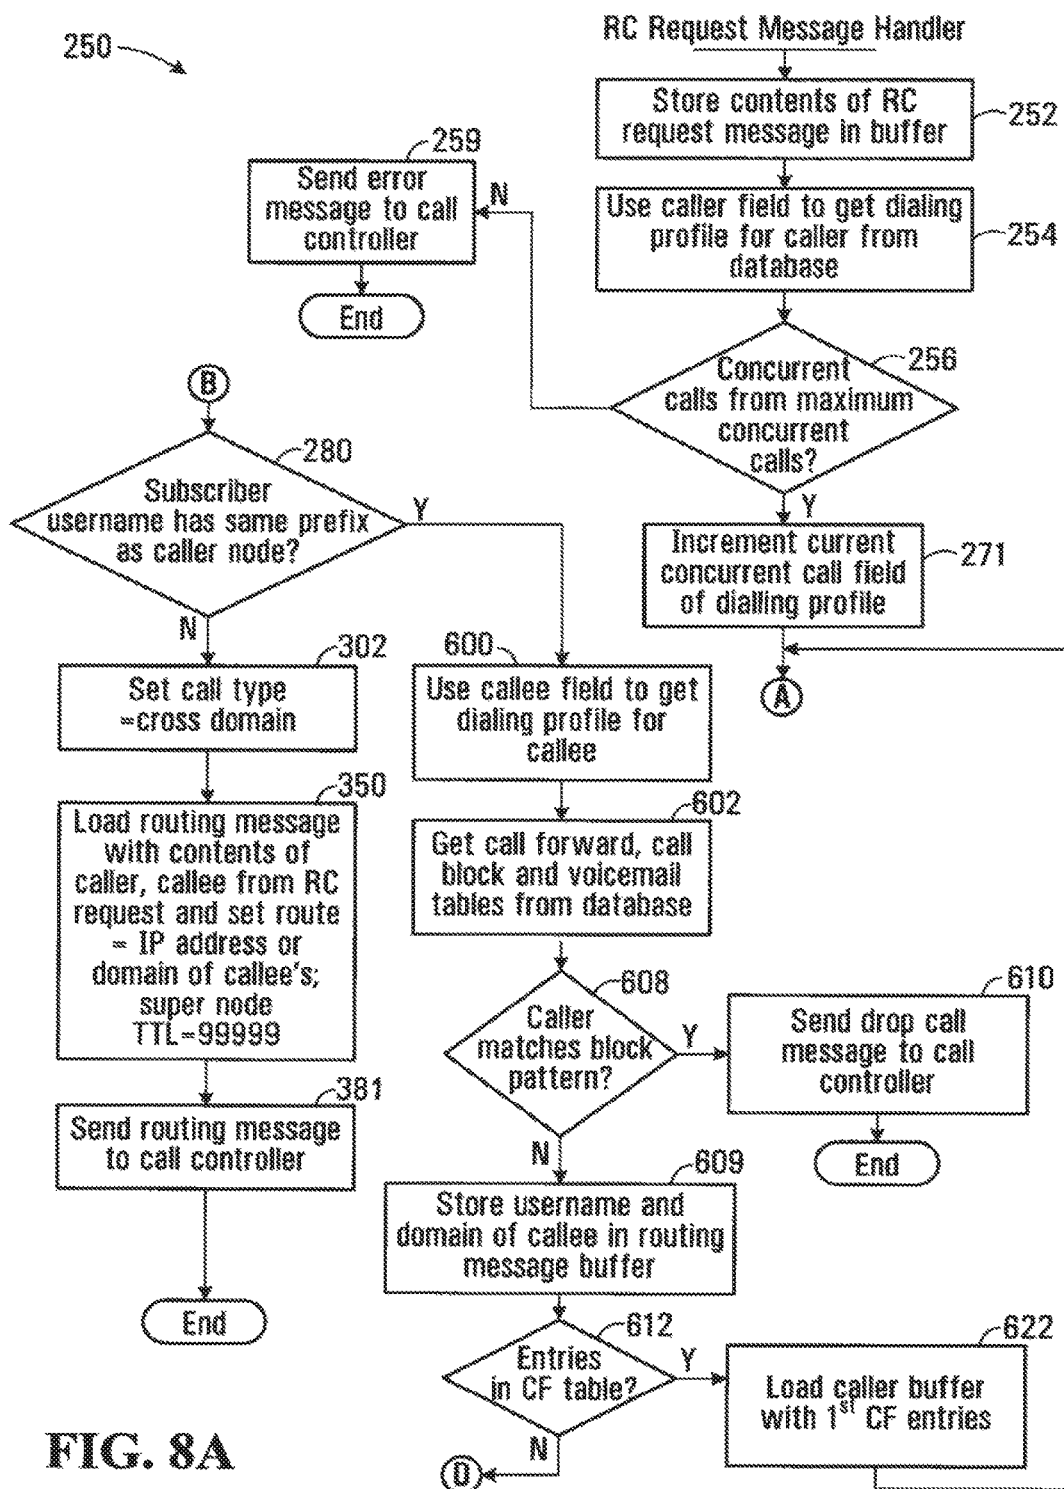 250
RC Request Message Handler
Store contents of RC
request message in buffer
252
Use caller field to get dialing
profile for caller from
database
254
Concurrent
calls from maximum
concurrent
calls?
256
N
Send error
message to call
controller
259
End
Y
Increment current
concurrent call field
of dialling profile
271
A
B
Subscriber
username has same prefix
as caller node?
280
Y
N
Set call type
=cross domain
302
Load routing message
with contents of
caller, callee from RC
request and set route
= IP address or
domain of callee's;
super node
TTL=99999
350
Send routing message
to call controller
381
End
Use callee field to get
dialing profile for
callee
600
Get call forward, call
block and voicemail
tables from database
602
Caller
matches block
pattern?
608
Y
Send drop call
message to call
controller
610
End
N
Store username and
domain of callee in routing
message buffer
609
Entries
in CF table?
612
Y
Load caller buffer
with 1st CF entries
622
N
D
FIG. 8A